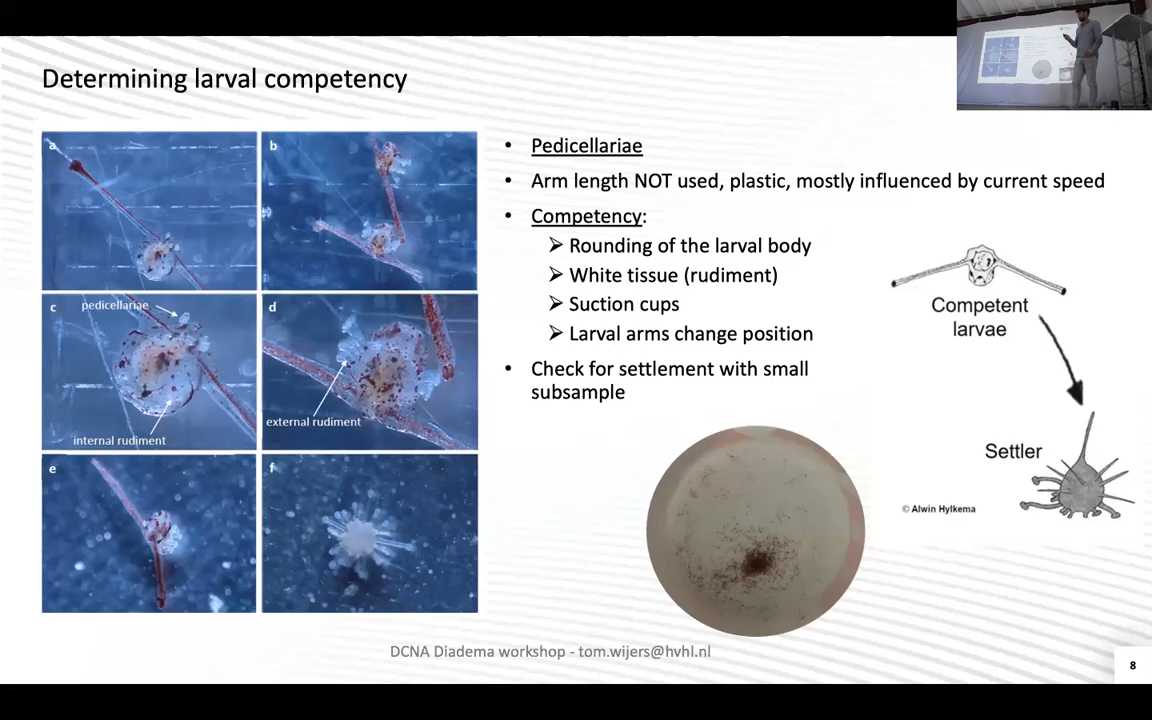 Determining larval competency
a
b
c
pedicellariae
internal rudiment
d
external rudiment
e
f
• Pedicellariae
• Arm length NOT used, plastic, mostly influenced by current speed
• Competency:
➢ Rounding of the larval body
➢ White tissue (rudiment)
➢ Suction cups
➢ Larval arms change position
• Check for settlement with small
subsample
Competent
larvae
Settler
© Alwin Hylkema
DCNA Diadema workshop - tom.wijers@hvhl.nl
8